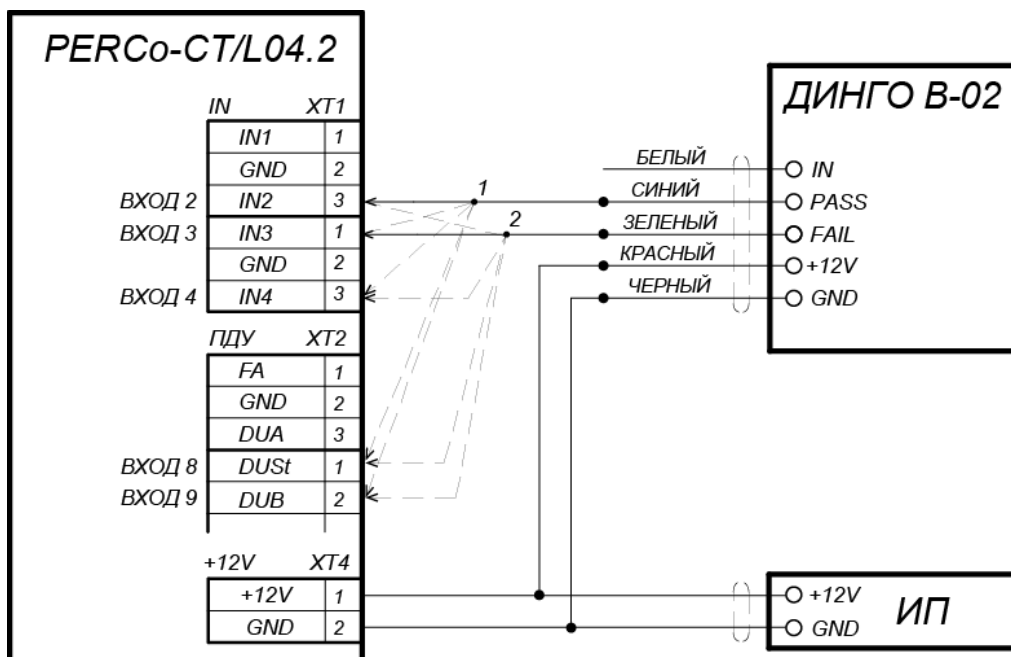 PERCo-CT/L04.2
IN XT1
IN1 1
GND 2
ВХОД 2 IN2 3
ВХОД 3 IN3 1
GND 2
ВХОД 4 IN4 3
ПДУ XT2
FA 1
GND 2
DUA 3
ВХОД 8 DUSt 1
ВХОД 9 DUB 2
+12V XT4
+12V 1
GND 2
1
2
БЕЛЫЙ
СИНИЙ
ЗЕЛЕНЫЙ
КРАСНЫЙ
ЧЕРНЫЙ
ДИНГО В-02
IN
PASS
FAIL
+12V
GND
+12V
GND
ИП